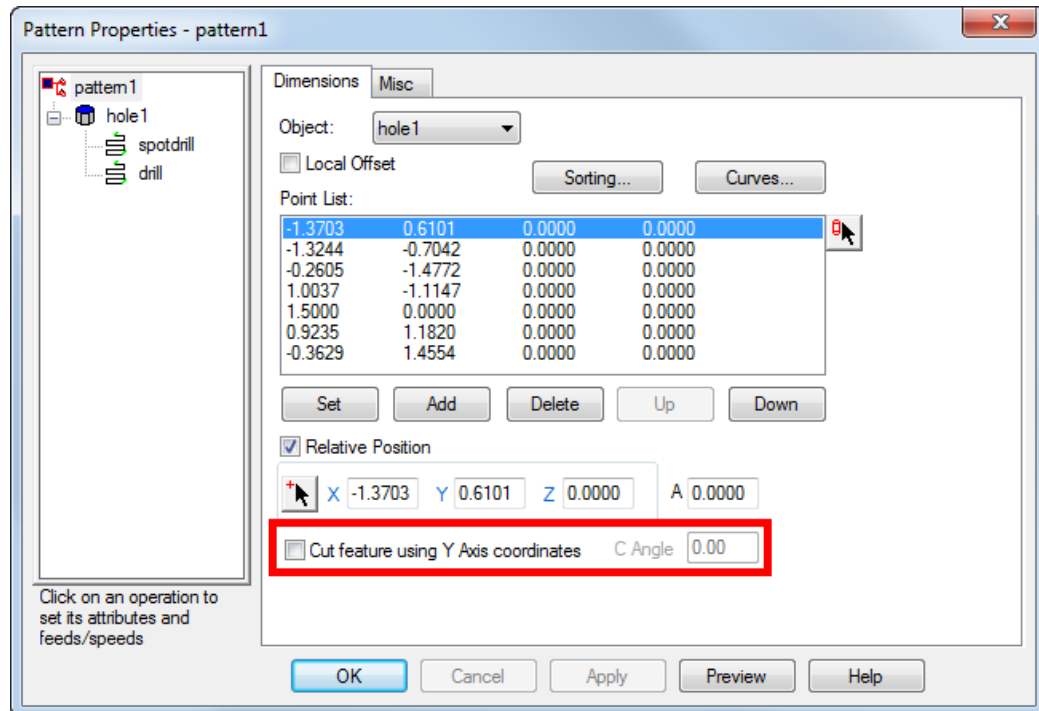 Pattern Properties - pattern1
pattern1
hole1
spotdrill
drill
Click on an operation to
set its attributes and
feeds/speeds
Dimensions Misc
Object: hole1
Local Offset
Sorting... Curves...
Point List:
-1.3703 0.6101 0.0000 0.0000
-1.3244 -0.7042 0.0000 0.0000
-0.2605 -1.4772 0.0000 0.0000
1.0037 -1.1147 0.0000 0.0000
1.5000 0.0000 0.0000 0.0000
0.9235 1.1820 0.0000 0.0000
-0.3629 1.4554 0.0000 0.0000
Set Add Delete Up Down
Relative Position
X -1.3703 Y 0.6101 Z 0.0000 A 0.0000
Cut feature using Y Axis coordinates C Angle 0.00
OK Cancel Apply Preview Help